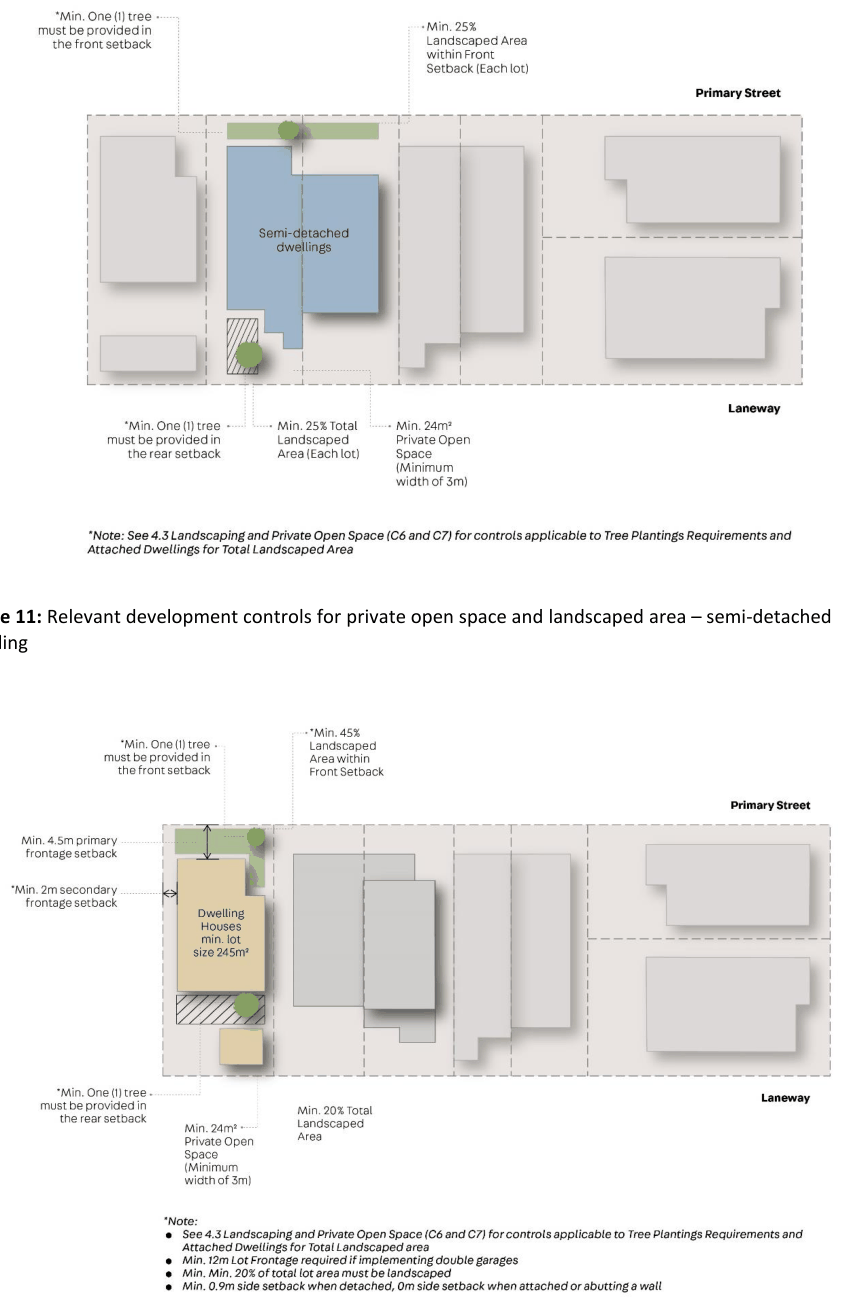 *Min. One (1) tree
must be provided in
the front setback
Min. 25%
Landscaped Area
within Front
Setback (Each lot)
Primary Street
Semi-detached
dwellings
Laneway
*Min. One (1) tree
must be provided in
the rear setback
Min. 25% Total
Landscaped
Area (Each lot)
Min. 24m²
Private Open
Space
(Minimum
width of 3m)
*Note: See 4.3 Landscaping and Private Open Space (C6 and C7) for controls applicable to Tree Plantings Requirements and
Attached Dwellings for Total Landscaped Area
e 11: Relevant development controls for private open space and landscaped area – semi-detached
ling
*Min. One (1) tree
must be provided in
the front setback
*Min. 45%
Landscaped
Area within
Front Setback
Primary Street
Min. 4.5m primary
frontage setback
*Min. 2m secondary
frontage setback
Dwelling
Houses
min. lot
size 245m²
Laneway
*Min. One (1) tree
must be provided in
the rear setback
Min. 24m²
Private Open
Space
(Minimum
width of 3m)
Min. 20% Total
Landscaped
Area
*Note:
● See 4.3 Landscaping and Private Open Space (C6 and C7) for controls applicable to Tree Plantings Requirements and
Attached Dwellings for Total Landscaped area
● Min. 12m Lot Frontage required if implementing double garages
● Min. Min. 20% of total lot area must be landscaped
● Min. 0.9m side setback when detached, 0m side setback when attached or abutting a wall